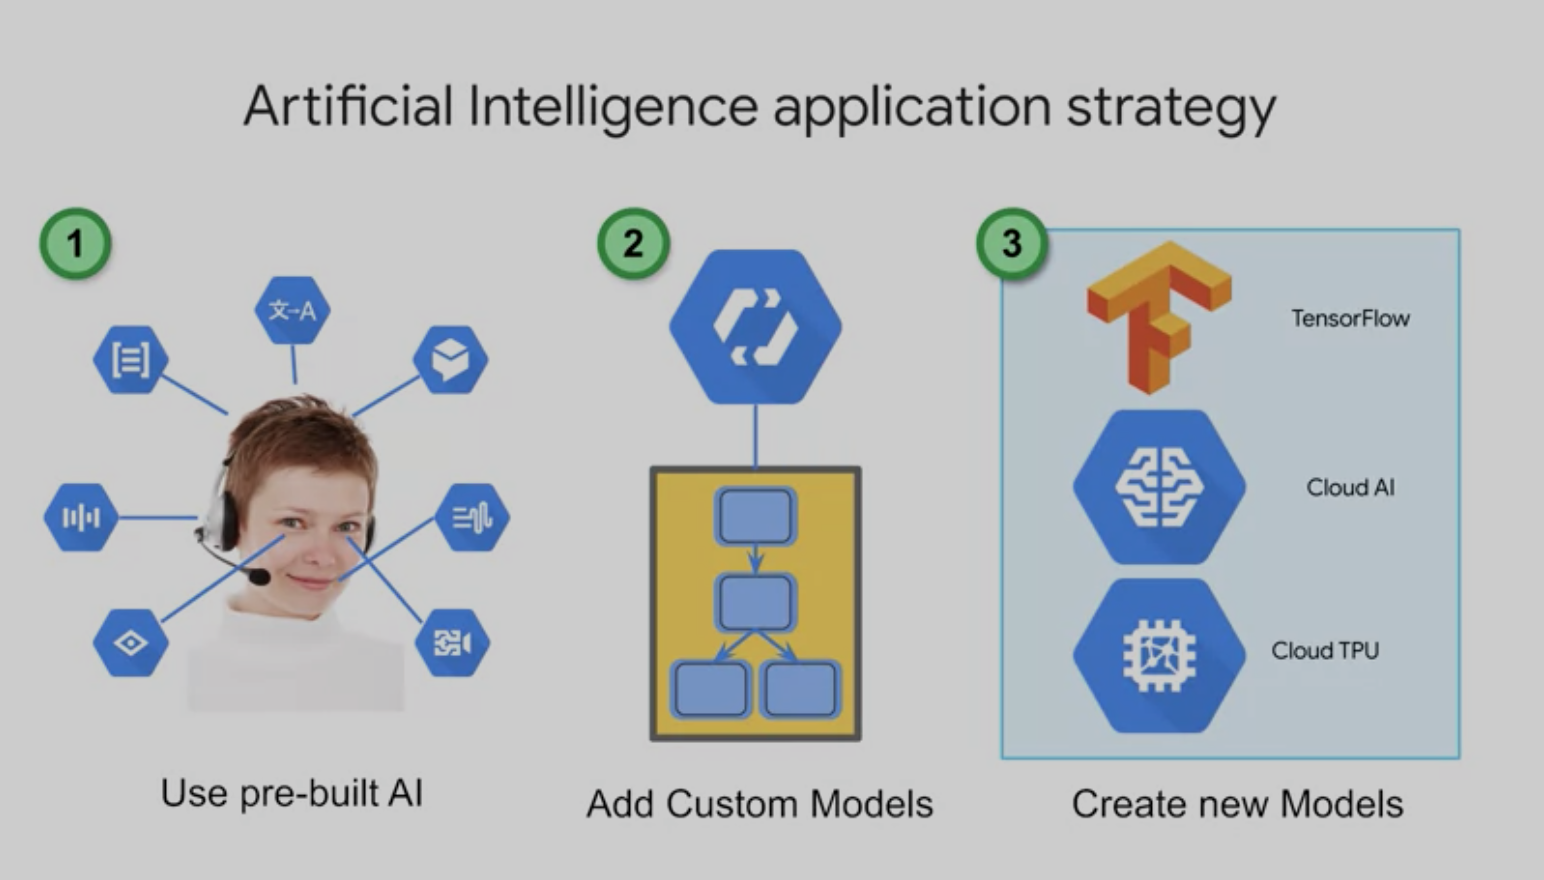 Artificial Intelligence application strategy
1
2
3
文→A
TensorFlow
Cloud AI
Cloud TPU
Use pre-built AI
Add Custom Models
Create new Models